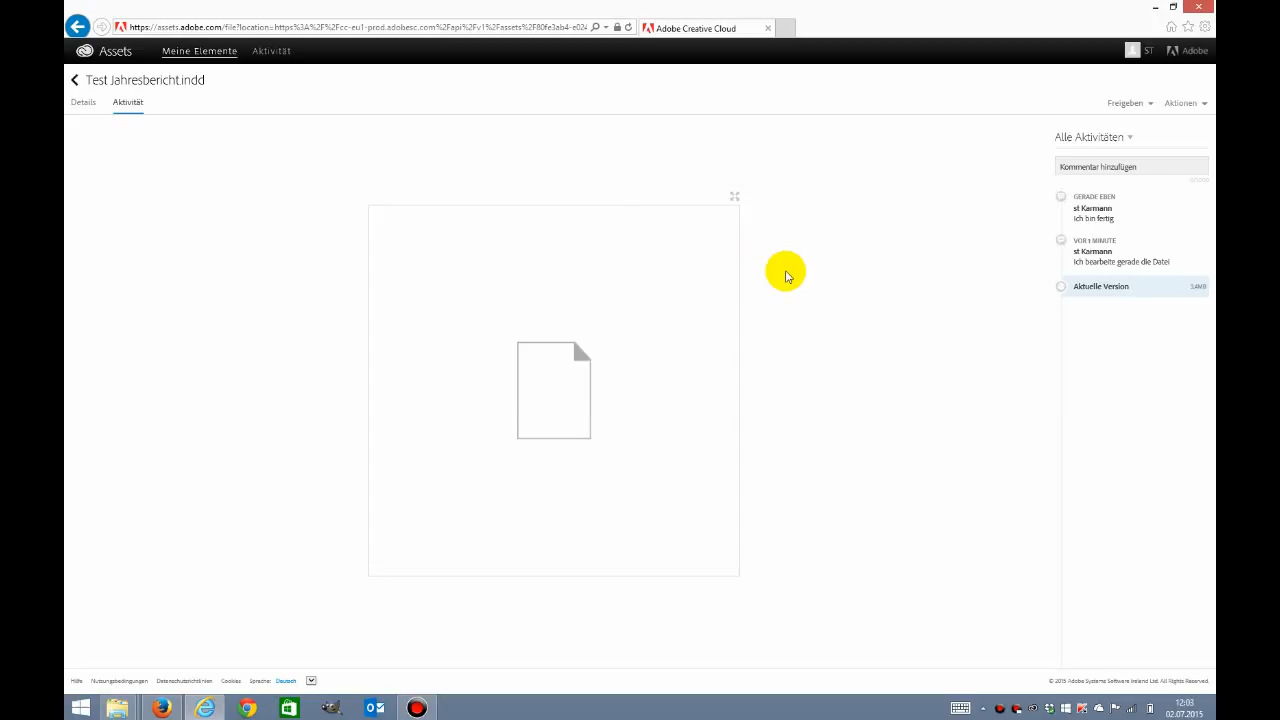 https://assets.adobe.com/file?location=https%3A%2F%2Fcc-eu1-prod.adobesc.com%2Fapi%2Fv1%2Fassets%2F80fe3ab4-e024
Adobe Creative Cloud
Assets
Meine Elemente
Aktivität
ST
Adobe
Test Jahresbericht.indd
Details
Aktivität
Freigeben
Aktionen
Alle Aktivitäten
Kommentar hinzufügen
GERADE EBEN
st Karmann
Ich bin fertig
VOR 1 MINUTE
st Karmann
Ich bearbeite gerade die Datei
Aktuelle Version
3.4MB
Hilfe
Nutzungsbedingungen
Datenschutzrichtlinien
Cookies
Sprache:
Deutsch
© 2015 Adobe Systems Software Ireland Ltd. All Rights Reserved.
12:03
02.07.2015